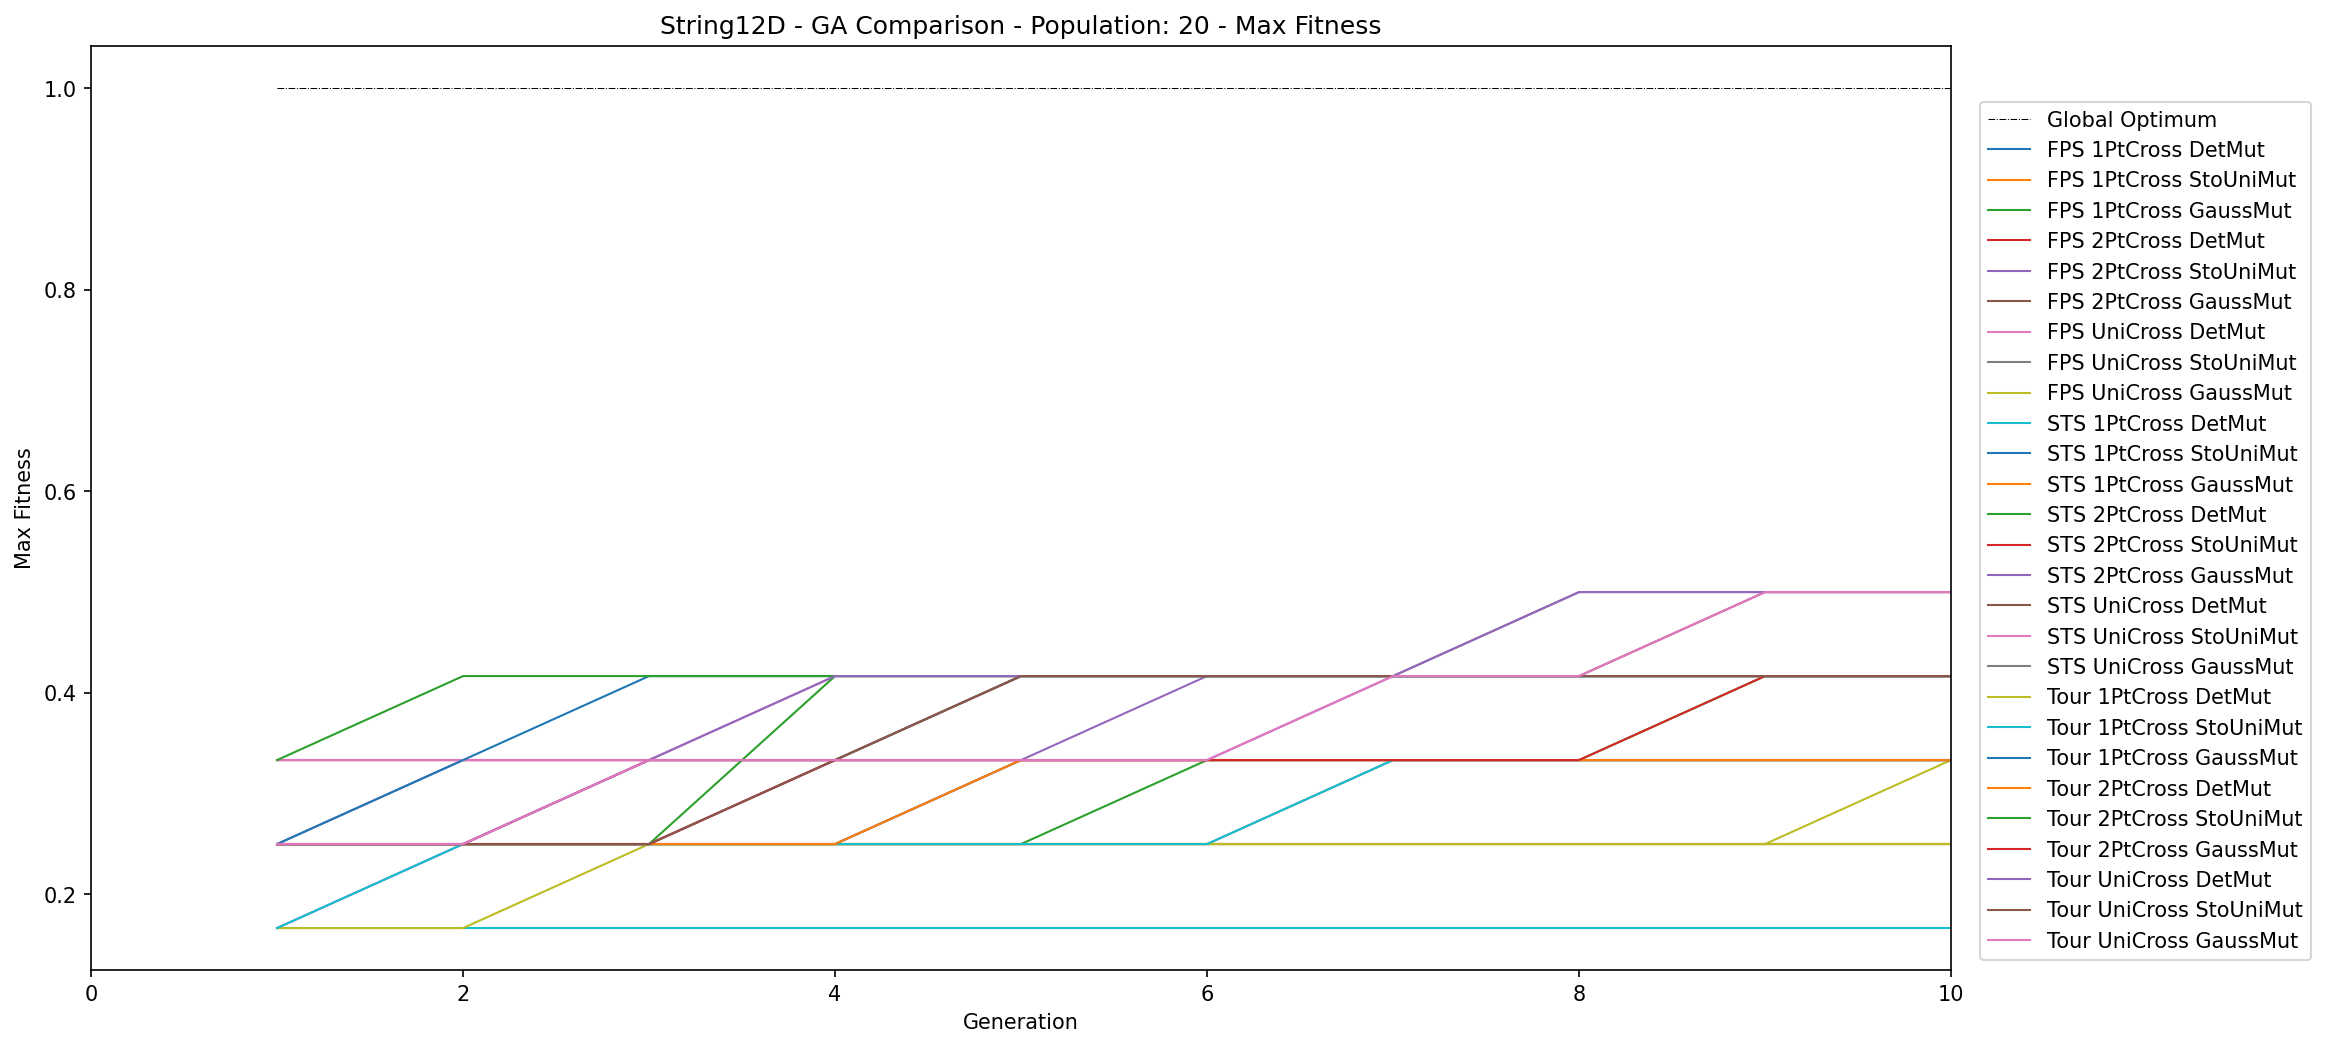 String12D - GA Comparison - Population: 20 - Max Fitness
1.0
0.8
0.6
0.4
0.2
Max Fitness
0
2
4
6
8
10
Generation
Global Optimum
FPS 1PtCross DetMut
FPS 1PtCross StoUniMut
FPS 1PtCross GaussMut
FPS 2PtCross DetMut
FPS 2PtCross StoUniMut
FPS 2PtCross GaussMut
FPS UniCross DetMut
FPS UniCross StoUniMut
FPS UniCross GaussMut
STS 1PtCross DetMut
STS 1PtCross StoUniMut
STS 1PtCross GaussMut
STS 2PtCross DetMut
STS 2PtCross StoUniMut
STS 2PtCross GaussMut
STS UniCross DetMut
STS UniCross StoUniMut
STS UniCross GaussMut
Tour 1PtCross DetMut
Tour 1PtCross StoUniMut
Tour 1PtCross GaussMut
Tour 2PtCross DetMut
Tour 2PtCross StoUniMut
Tour 2PtCross GaussMut
Tour UniCross DetMut
Tour UniCross StoUniMut
Tour UniCross GaussMut